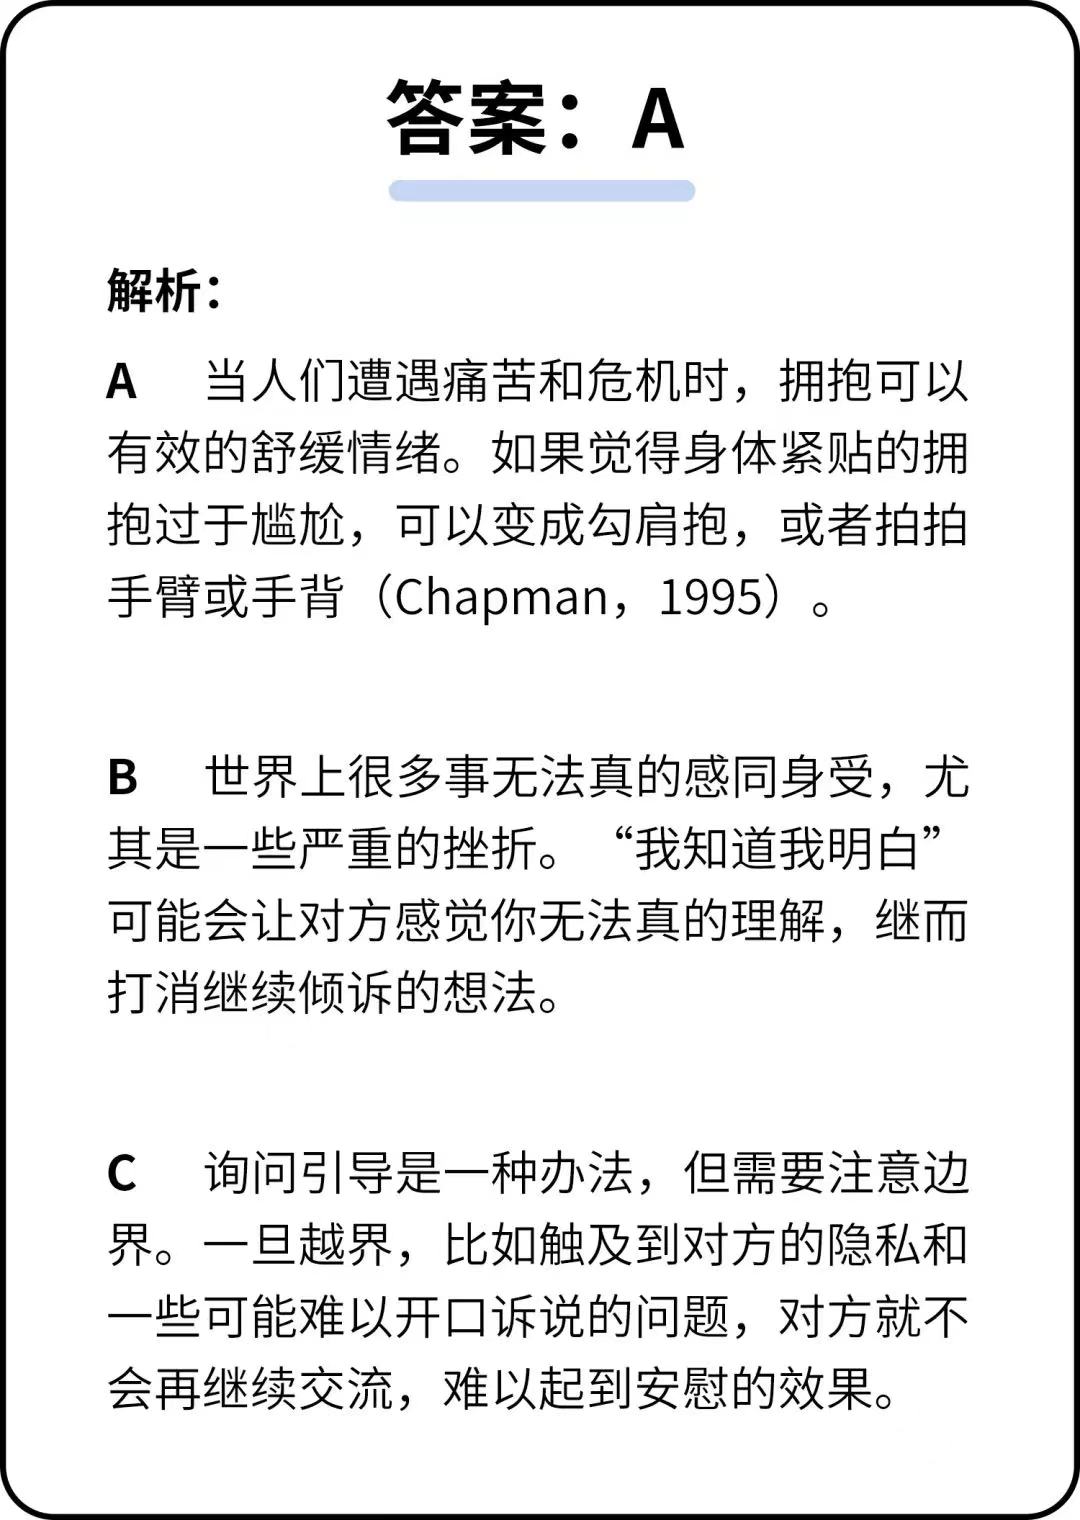 答案：A
解析：
A 当人们遭遇痛苦和危机时，拥抱可以
有效的舒缓情绪。如果觉得身体紧贴的拥
抱过于尴尬，可以变成勾肩抱，或者拍拍
手臂或手背（Chapman，1995）。
B 世界上很多事无法真的感同身受，尤
其是一些严重的挫折。“我知道我明白”
可能会让对方感觉你无法真的理解，继而
打消继续倾诉的想法。
C 询问引导是一种办法，但需要注意边
界。一旦越界，比如触及到对方的隐私和
一些可能难以开口诉说的问题，对方就不
会再继续交流，难以起到安慰的效果。